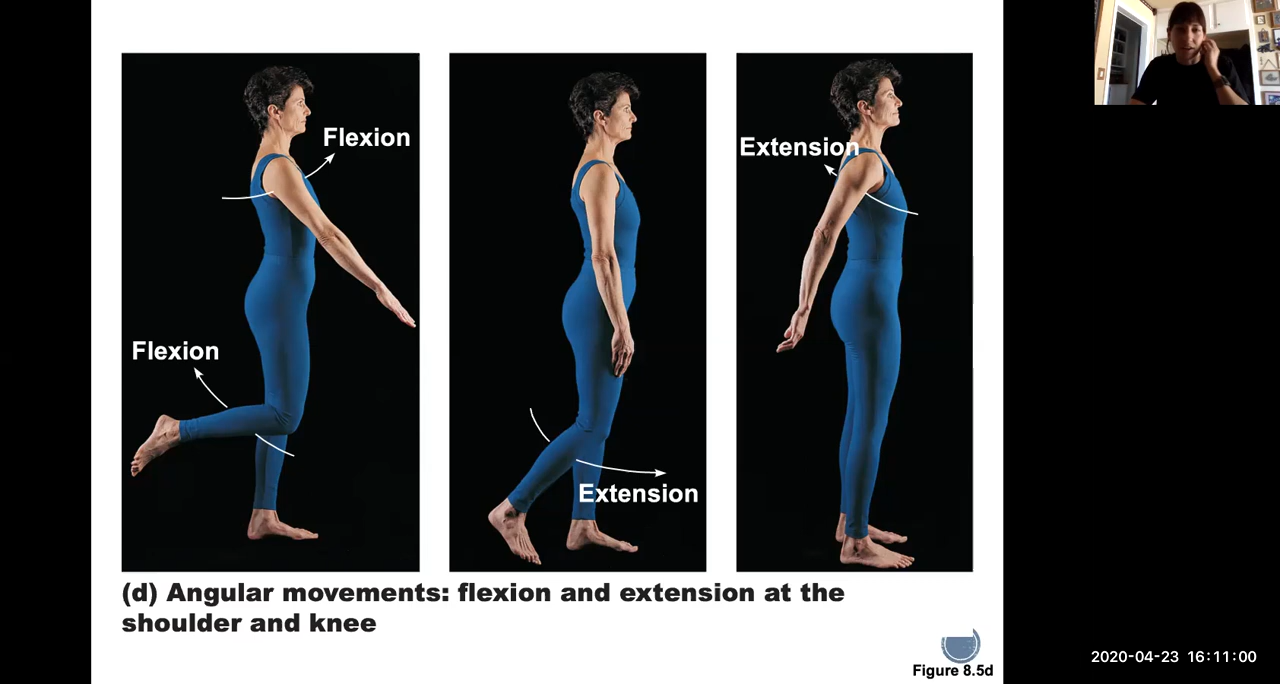 Flexion
Flexion
Extension
Extension
(d) Angular movements: flexion and extension at the
shoulder and knee
Figure 8.5d
2020-04-23 16:11:00